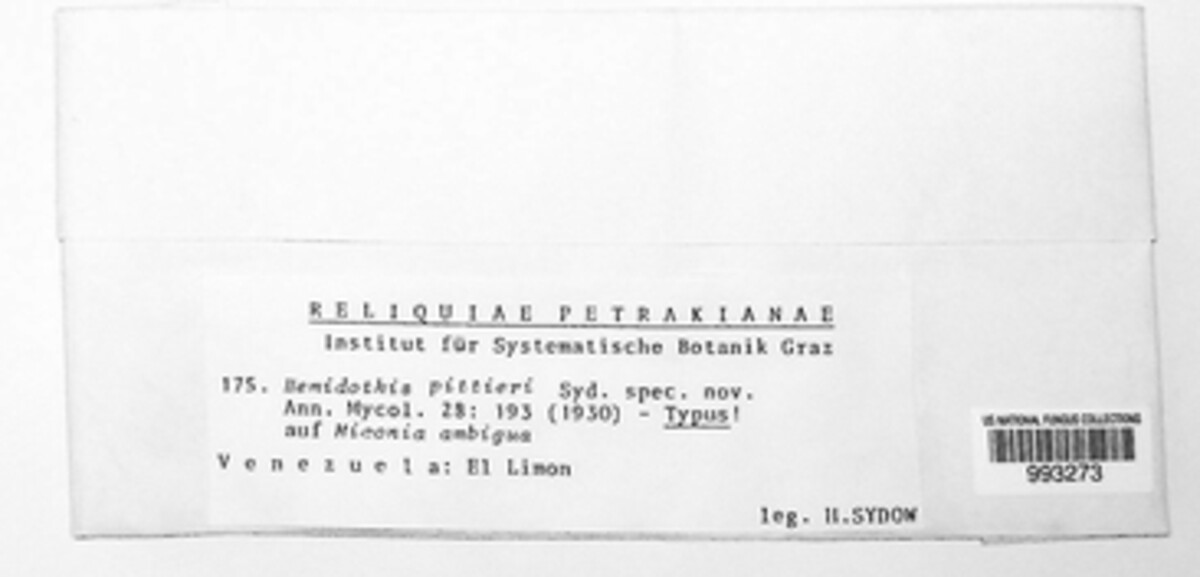 RELIQUIAE PETRAKIANAE
Institut für Systematische Botanik Graz
175. Hemidothis pittieri Syd. spec. nov.
Ann. Mycol. 28: 193 (1930) - Typus!
auf Miconia ambigua
Venezuela: El Limon
leg. H.SYDOW
US NATIONAL FUNGUS COLLECTIONS
993273